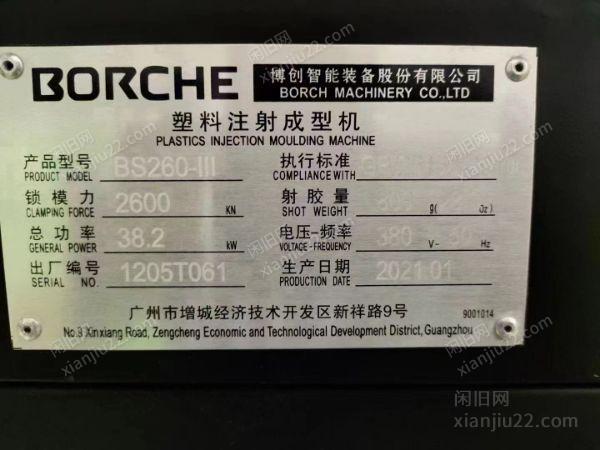 BORCHE 博创智能装备股份有限公司
BORCH MACHINERY CO.,LTD
塑料注射成型机
PLASTICS INJECTION MOULDING MACHINE
产品型号 BS260-III 执行标准
PRODUCT MODEL COMPLIANCE WITH
锁模力 2600 KN 射胶量 g( Oz)
CLAMPING FORCE SHOT WEIGHT
总功率 38.2 kW 电压-频率 380 V- Hz
GENERAL POWER VOLTAGE-FREQUENCY
出厂编号 1205T061 生产日期 2021.01
SERIAL NO. PRODUCTION DATE
广州市增城经济技术开发区新祥路9号 9001014
No.9 Xinxiang Road, Zengcheng Economic and Technological Development District, Guangzhou
闲旧网
xianjiu22.com